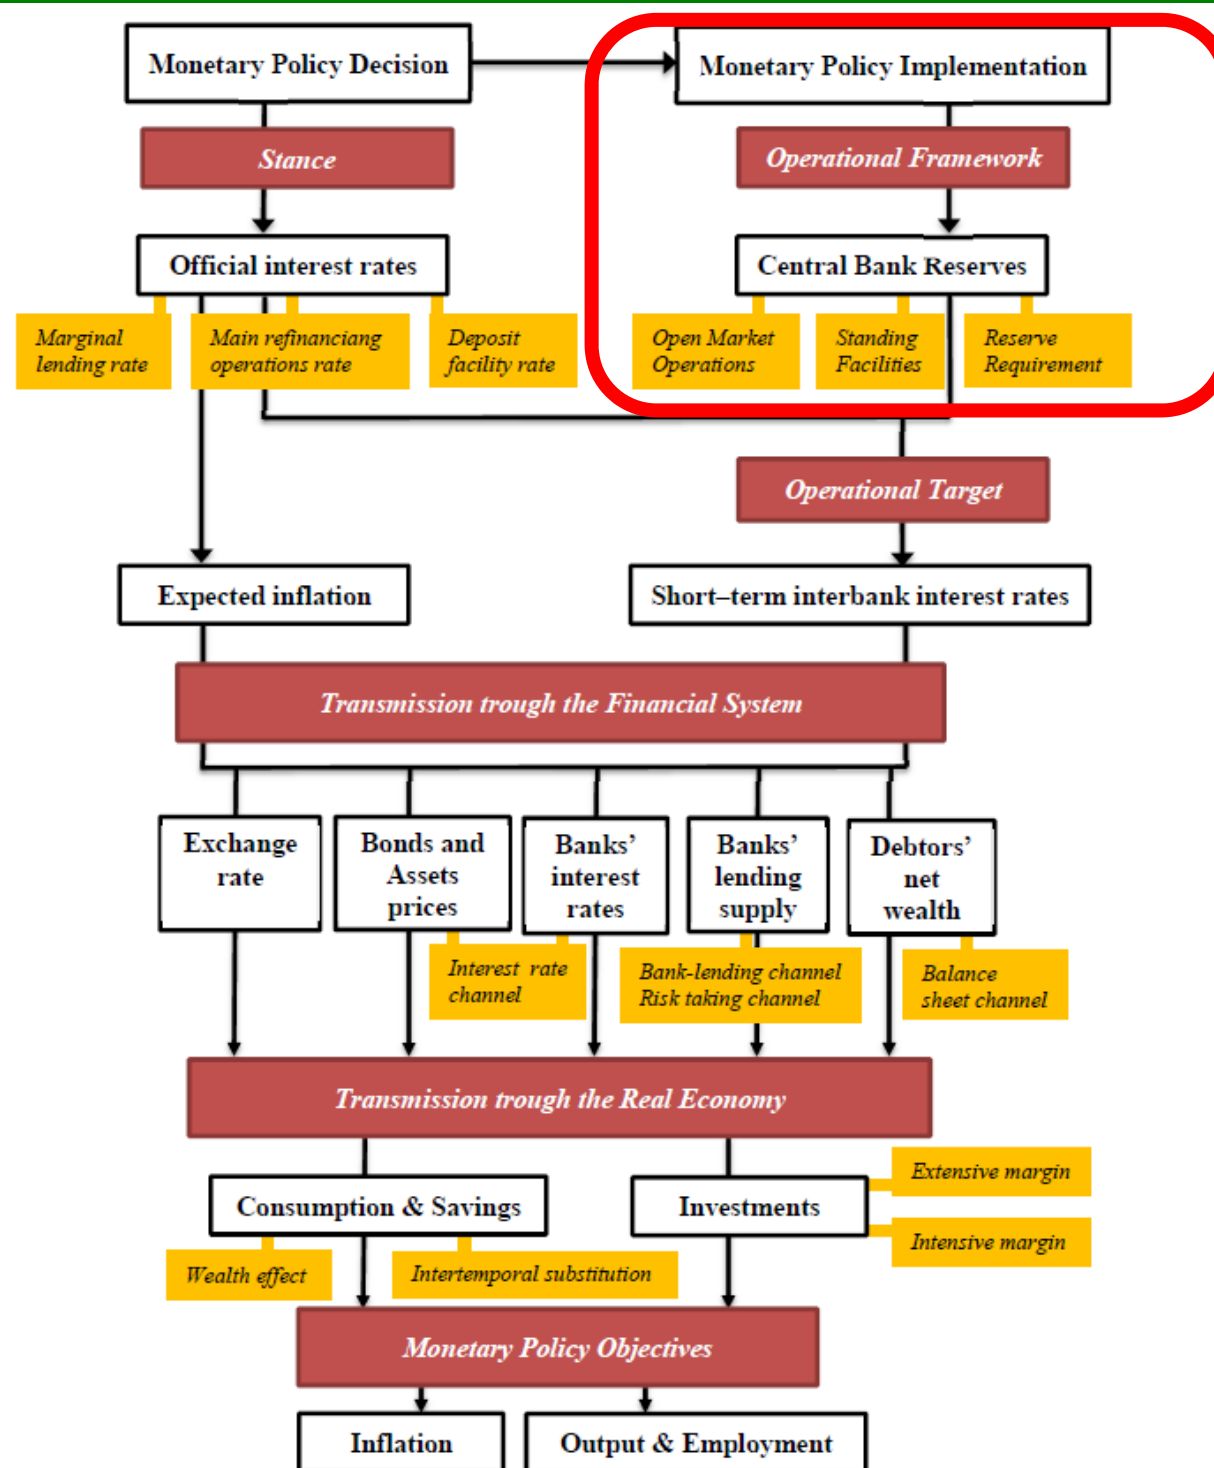 Monetary Policy Decision
Monetary Policy Implementation
Stance
Operational Framework
Official interest rates
Central Bank Reserves
Marginal
lending rate
Main refinanciang
operations rate
Deposit
facility rate
Open Market
Operations
Standing
Facilities
Reserve
Requirement
Operational Target
Expected inflation
Short–term interbank interest rates
Transmission trough the Financial System
Exchange
rate
Bonds and
Assets
prices
Banks’
interest
rates
Banks’
lending
supply
Debtors’
net
wealth
Interest rate
channel
Bank-lending channel
Risk taking channel
Balance
sheet channel
Transmission trough the Real Economy
Consumption & Savings
Investments
Extensive margin
Intensive margin
Wealth effect
Intertemporal substitution
Monetary Policy Objectives
Inflation
Output & Employment